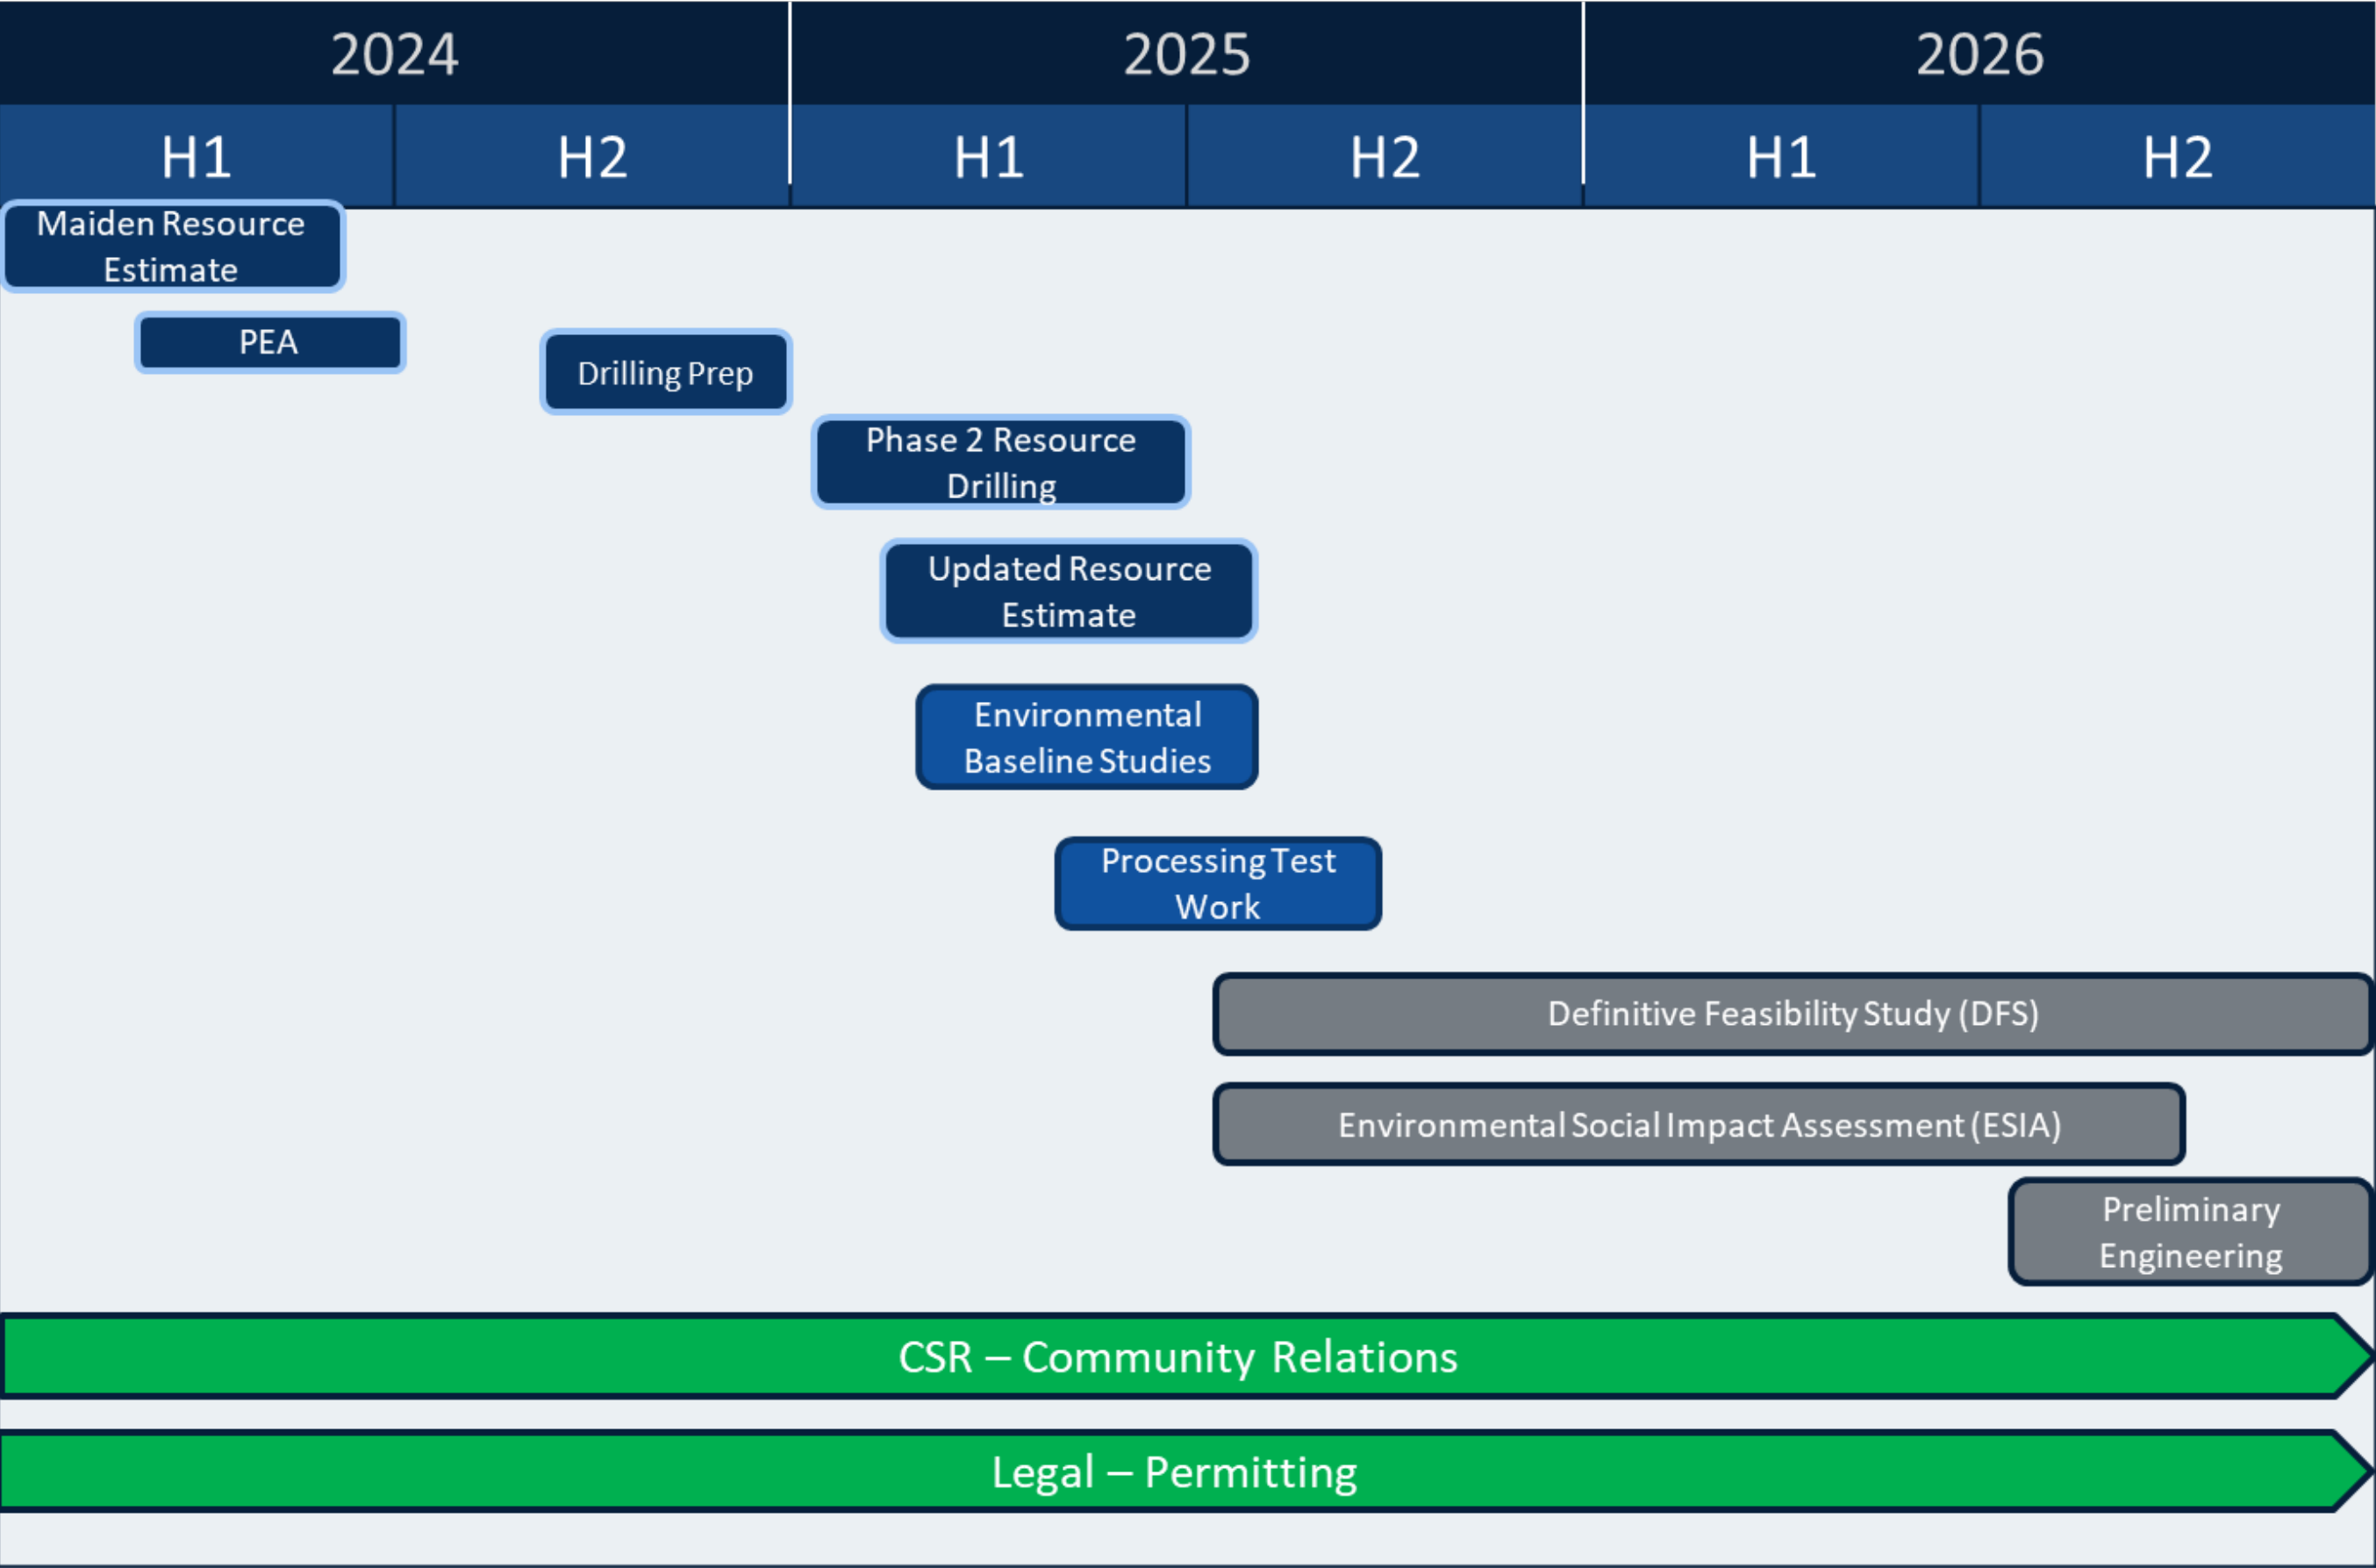 2024
2025
2026
H1
H2
H1
H2
H1
H2
Maiden Resource
Estimate
PEA
Drilling Prep
Phase 2 Resource
Drilling
Updated Resource
Estimate
Environmental
Baseline Studies
Processing Test
Work
Definitive Feasibility Study (DFS)
Environmental Social Impact Assessment (ESIA)
Preliminary
Engineering
CSR – Community Relations
Legal – Permitting